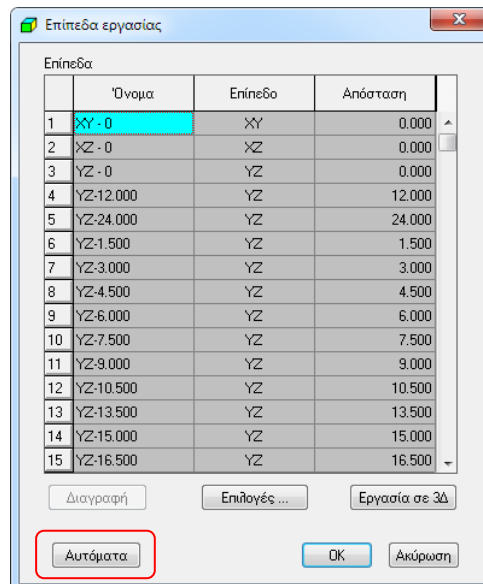 Επίπεδα εργασίας
Επίπεδα
Όνομα Επίπεδο Απόσταση
1 XY - 0 XY 0.000
2 XZ - 0 XZ 0.000
3 YZ - 0 YZ 0.000
4 YZ-12.000 YZ 12.000
5 YZ-24.000 YZ 24.000
6 YZ-1.500 YZ 1.500
7 YZ-3.000 YZ 3.000
8 YZ-4.500 YZ 4.500
9 YZ-6.000 YZ 6.000
10 YZ-7.500 YZ 7.500
11 YZ-9.000 YZ 9.000
12 YZ-10.500 YZ 10.500
13 YZ-13.500 YZ 13.500
14 YZ-15.000 YZ 15.000
15 YZ-16.500 YZ 16.500
Διαγραφή Επιλογές ... Εργασία σε 3Δ
Αυτόματα OK Ακύρωση